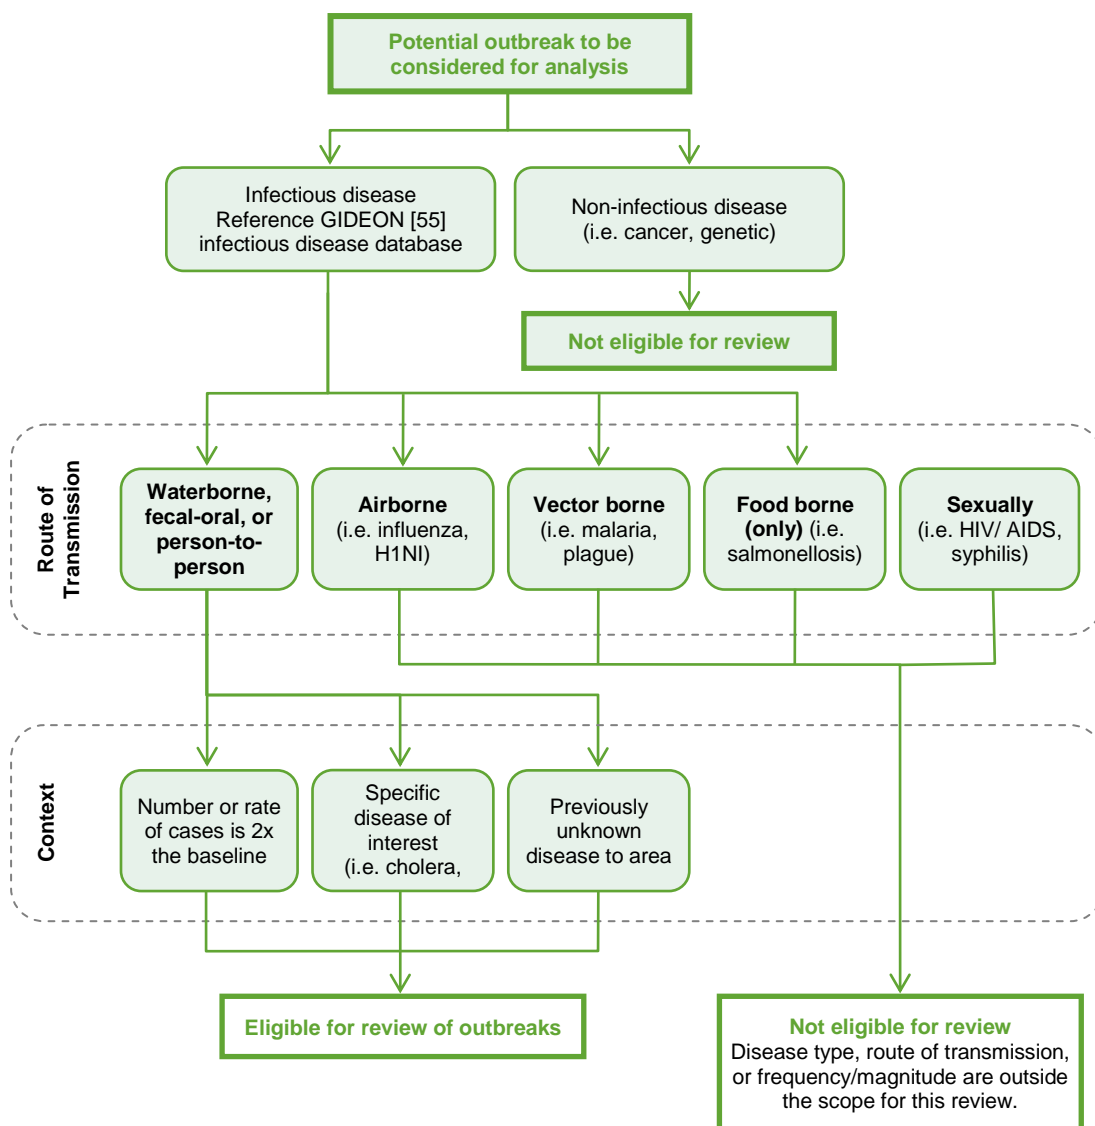 Potential outbreak to be
considered for analysis
Infectious disease
Reference GIDEON [55]
infectious disease database
Non-infectious disease
(i.e. cancer, genetic)
Not eligible for review
Route of
Transmission
Waterborne,
fecal-oral, or
person-to-
person
Airborne
(i.e. influenza,
H1NI)
Vector borne
(i.e. malaria,
plague)
Food borne
(only) (i.e.
salmonellosis)
Sexually
(i.e. HIV/ AIDS,
syphilis)
Context
Number or rate
of cases is 2x
the baseline
Specific
disease of
interest
(i.e. cholera,
Previously
unknown
disease to area
Eligible for review of outbreaks
Not eligible for review
Disease type, route of transmission,
or frequency/magnitude are outside
the scope for this review.